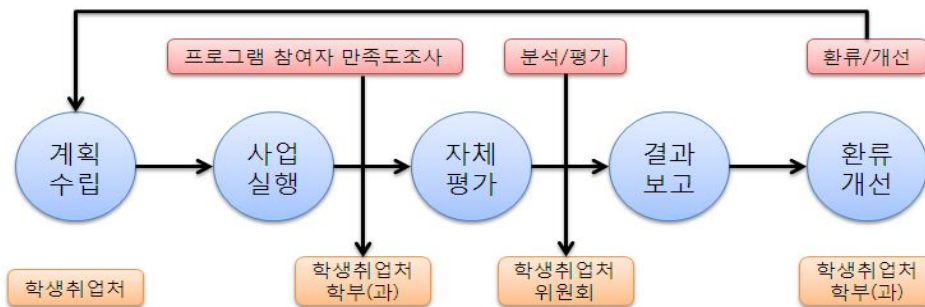 프로그램 참여자 만족도조사
분석/평가
환류/개선
계획
수립
사업
실행
자체
평가
결과
보고
환류
개선
학생취업처
학생취업처
학부(과)
학생취업처
위원회
학생취업처
학부(과)